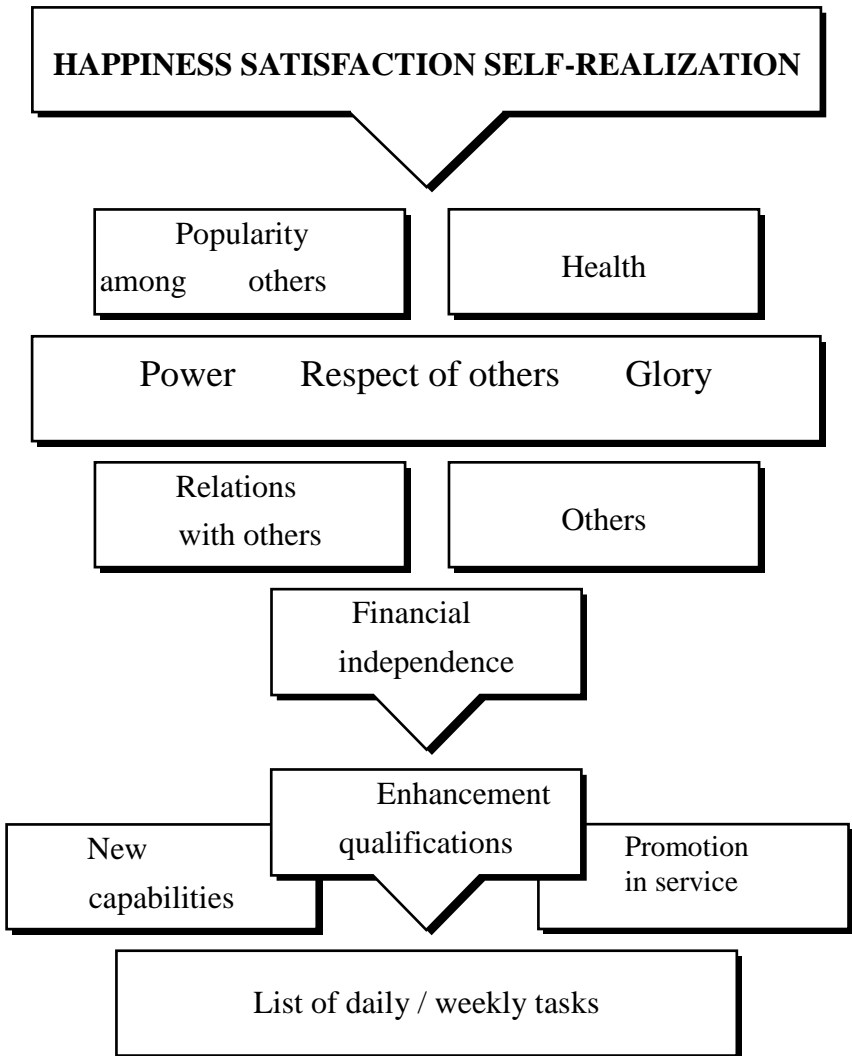 HAPPINESS SATISFACTION SELF-REALIZATION
Popularity
among others
Health
Power Respect of others Glory
Relations
with others
Others
Financial
independence
Enhancement
qualifications
New
capabilities
Promotion
in service
List of daily / weekly tasks